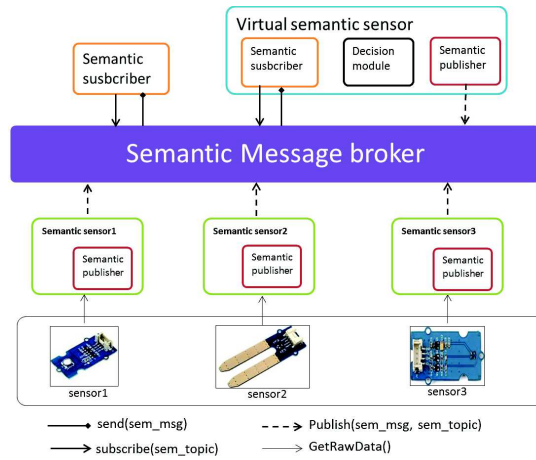 Virtual semantic sensor
Semantic
susbcriber
Semantic
susbcriber
Decision
module
Semantic
publisher
Semantic Message broker
Semantic sensor1
Semantic
publisher
Semantic sensor2
Semantic
publisher
Semantic sensor3
Semantic
publisher
sensor1
sensor2
sensor3
send(sem_msg)
Publish(sem_msg, sem_topic)
subscribe(sem_topic)
GetRawData()